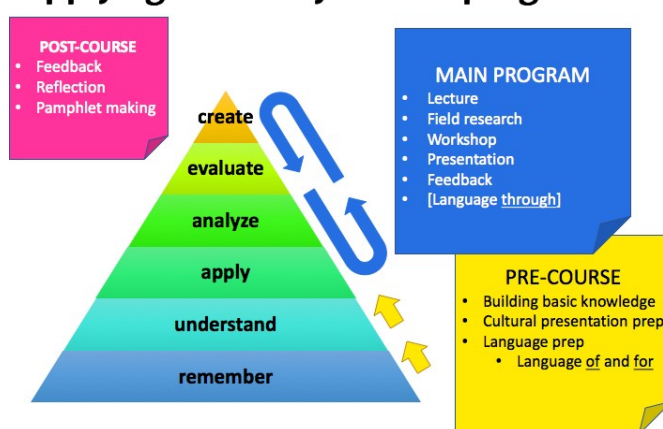 POST-COURSE
• Feedback
• Reflection
• Pamphlet making
create
evaluate
analyze
apply
understand
remember
MAIN PROGRAM
• Lecture
• Field research
• Workshop
• Presentation
• Feedback
• [Language through]
PRE-COURSE
• Building basic knowledge
• Cultural presentation prep
• Language prep
• Language of and for